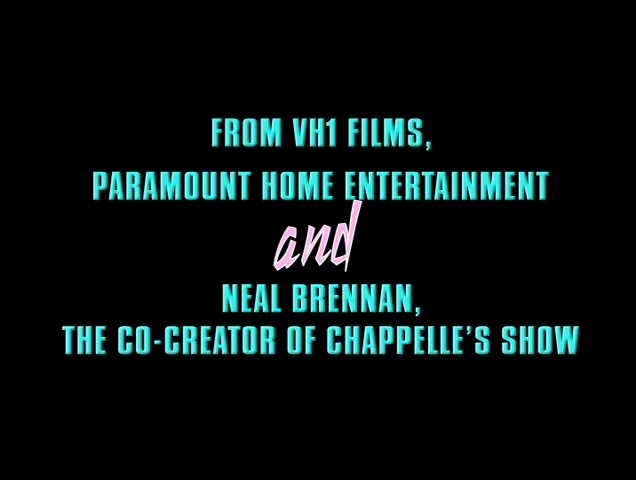 FROM VH1 FILMS,
PARAMOUNT HOME ENTERTAINMENT
and
NEAL BRENNAN,
THE CO-CREATOR OF CHAPPELLE'S SHOW